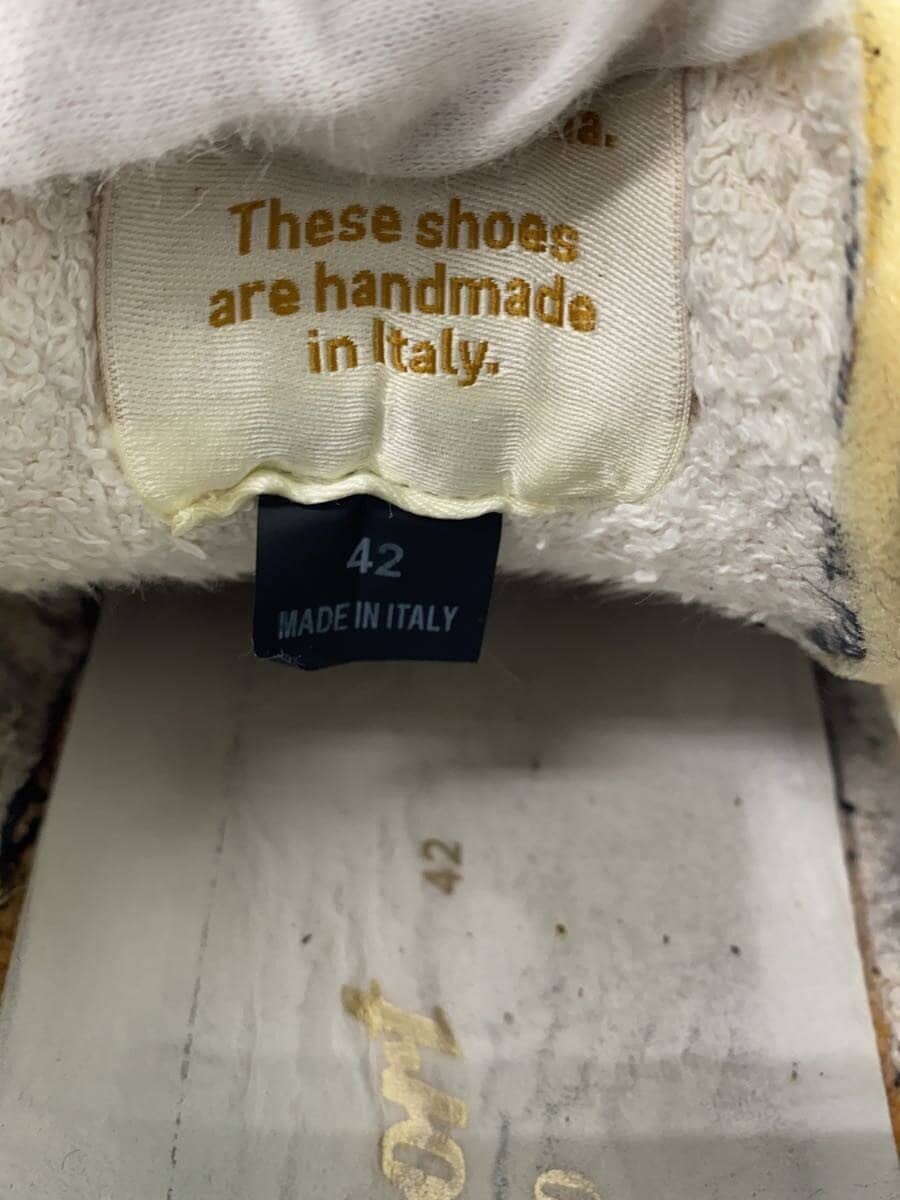 These shoes
are handmade
in Italy.
42
MADE IN ITALY
42